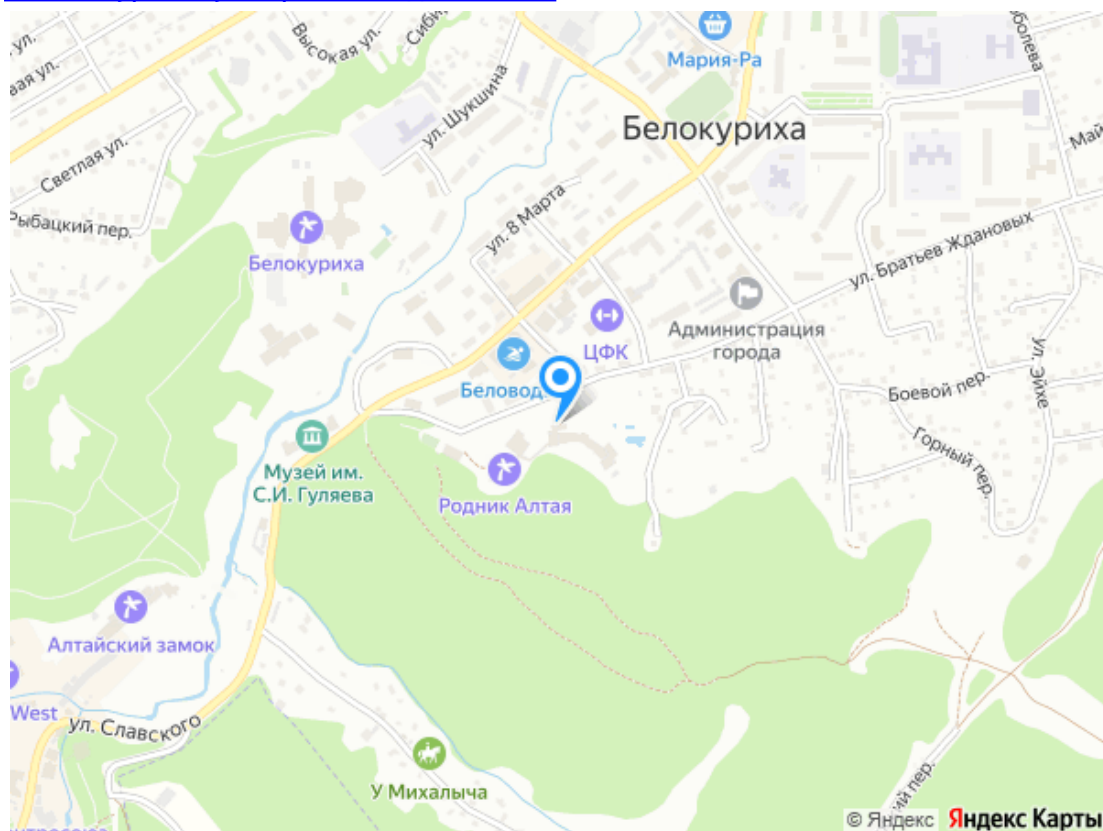 ул.
Высокая ул.
Мария-Ра
Белокуриха
ул. Шукшина
Светлая ул.
Рыбацкий пер.
ул. 8 Марта
Белокуриха
ул. Братьев Ждановых
Администрация
города
ЦФК
Беловод
ул. Эйхе
Боевой пер.
Горный пер.
Музей им.
С.И. Гуляева
Родник Алтая
Алтайский замок
West
ул. Славского
У Михалыча
© Яндекс Яндекс Карты